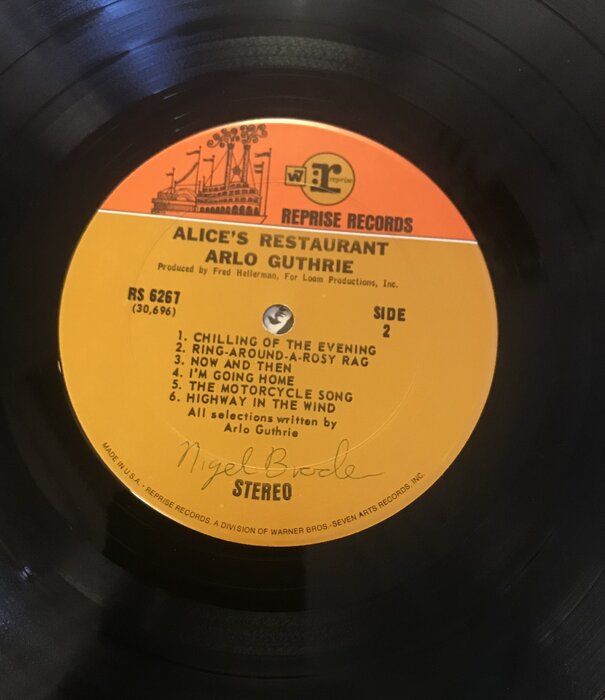 W
r
reprise
REPRISE RECORDS
ALICE'S RESTAURANT
ARLO GUTHRIE
Produced by Fred Hellerman, For Loom Productions, Inc.
RS 6267
(30,696)
SIDE
2
1. CHILLING OF THE EVENING
2. RING-AROUND-A-ROSY RAG
3. NOW AND THEN
4. I'M GOING HOME
5. THE MOTORCYCLE SONG
6. HIGHWAY IN THE WIND
All selections written by
Arlo Guthrie
Nigel
STEREO
MADE IN U.S.A. • REPRISE RECORDS, A DIVISION OF WARNER BROS.-SEVEN ARTS RECORDS, INC.